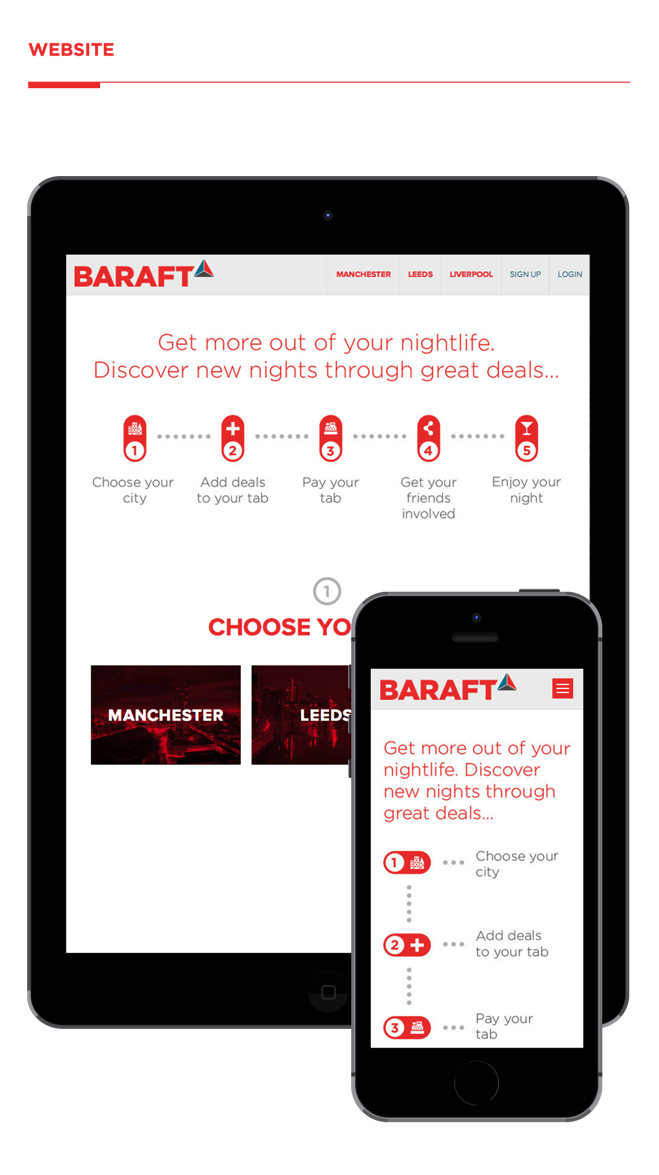 WEBSITE
BARAFT
MANCHESTER LEEDS LIVERPOOL SIGN UP LOGIN
Get more out of your nightlife.
Discover new nights through great deals...
1 2 3 4 5
Choose your city
Add deals to your tab
Pay your tab
Get your friends involved
Enjoy your night
1
CHOOSE YO
MANCHESTER
LEEDS
BARAFT
Get more out of your
nightlife. Discover
new nights through
great deals...
1 Choose your
city
2 Add deals
to your tab
3 Pay your
tab